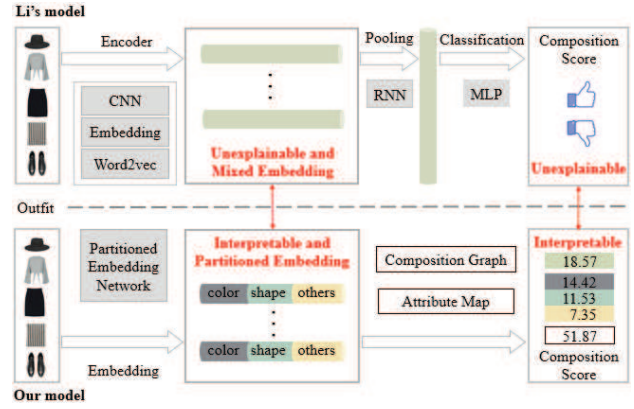 Li's model
Encoder
CNN
Embedding
Word2vec
Unexplainable and
Mixed Embedding
Pooling
RNN
Classification
MLP
Composition
Score
Unexplainable
Outfit
Partitioned
Embedding
Network
Embedding
Interpretable and
Partitioned Embedding
color shape others
color shape others
Composition Graph
Attribute Map
Interpretable
18.57
14.42
11.53
7.35
51.87
Composition
Score
Our model